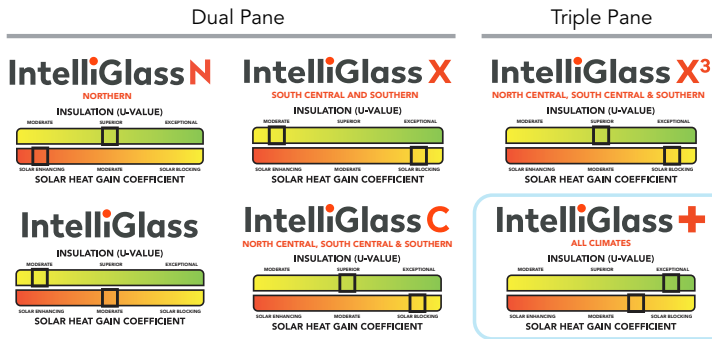 Dual Pane
Triple Pane
IntelliGlass N
NORTHERN
INSULATION (U-VALUE)
MODERATE SUPERIOR EXCEPTIONAL
SOLAR ENHANCING MODERATE SOLAR BLOCKING
SOLAR HEAT GAIN COEFFICIENT
IntelliGlass X
SOUTH CENTRAL AND SOUTHERN
INSULATION (U-VALUE)
MODERATE SUPERIOR EXCEPTIONAL
SOLAR ENHANCING MODERATE SOLAR BLOCKING
SOLAR HEAT GAIN COEFFICIENT
IntelliGlass X³
NORTH CENTRAL, SOUTH CENTRAL & SOUTHERN
INSULATION (U-VALUE)
MODERATE SUPERIOR EXCEPTIONAL
SOLAR ENHANCING MODERATE SOLAR BLOCKING
SOLAR HEAT GAIN COEFFICIENT
IntelliGlass
INSULATION (U-VALUE)
MODERATE SUPERIOR EXCEPTIONAL
SOLAR ENHANCING MODERATE SOLAR BLOCKING
SOLAR HEAT GAIN COEFFICIENT
IntelliGlass C
NORTH CENTRAL, SOUTH CENTRAL & SOUTHERN
INSULATION (U-VALUE)
MODERATE SUPERIOR EXCEPTIONAL
SOLAR ENHANCING MODERATE SOLAR BLOCKING
SOLAR HEAT GAIN COEFFICIENT
IntelliGlass +
ALL CLIMATES
INSULATION (U-VALUE)
MODERATE SUPERIOR EXCEPTIONAL
SOLAR ENHANCING MODERATE SOLAR BLOCKING
SOLAR HEAT GAIN COEFFICIENT